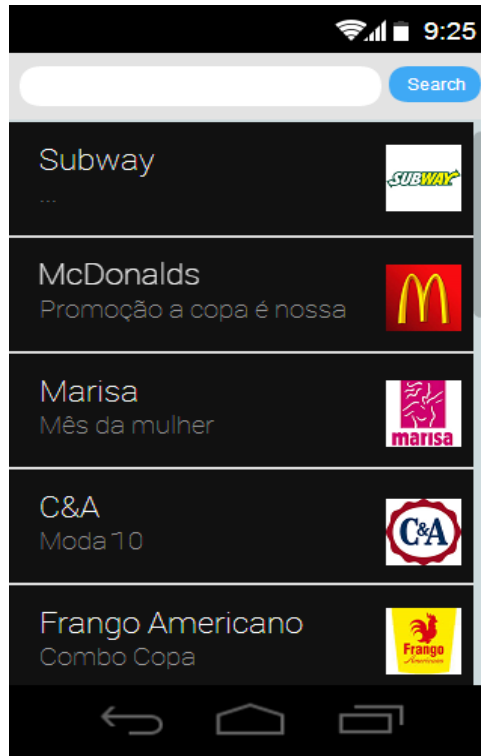 9:25
Search
Subway
...
SUBWAY
McDonalds
Promoção a copa é nossa
Marisa
Mês da mulher
marisa
C&A
Moda 10
C&A
Frango Americano
Combo Copa
Frango
Americano